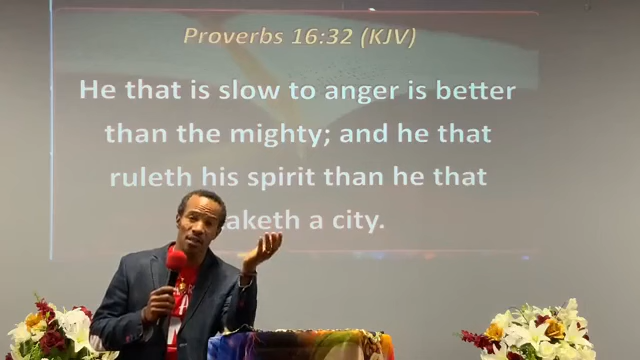 Proverbs 16:32 (KJV)
He that is slow to anger is better
than the mighty; and he that
ruleth his spirit than he that
taketh a city.